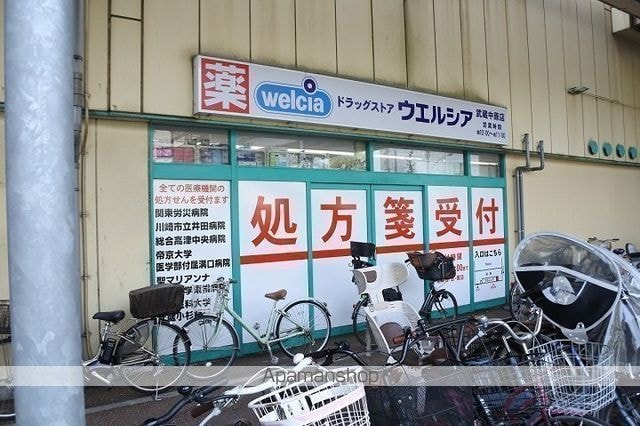 薬 welcia ドラッグストア ウエルシア 武蔵中原店
営業時間
処方箋受付
全ての医療機関の
処方せんを受付ます
関東労災病院
川崎市立井田病院
総合高津中央病院
帝京大学
医学部付属溝口病院
聖マリアンナ
入口はこちら
Apamanshop